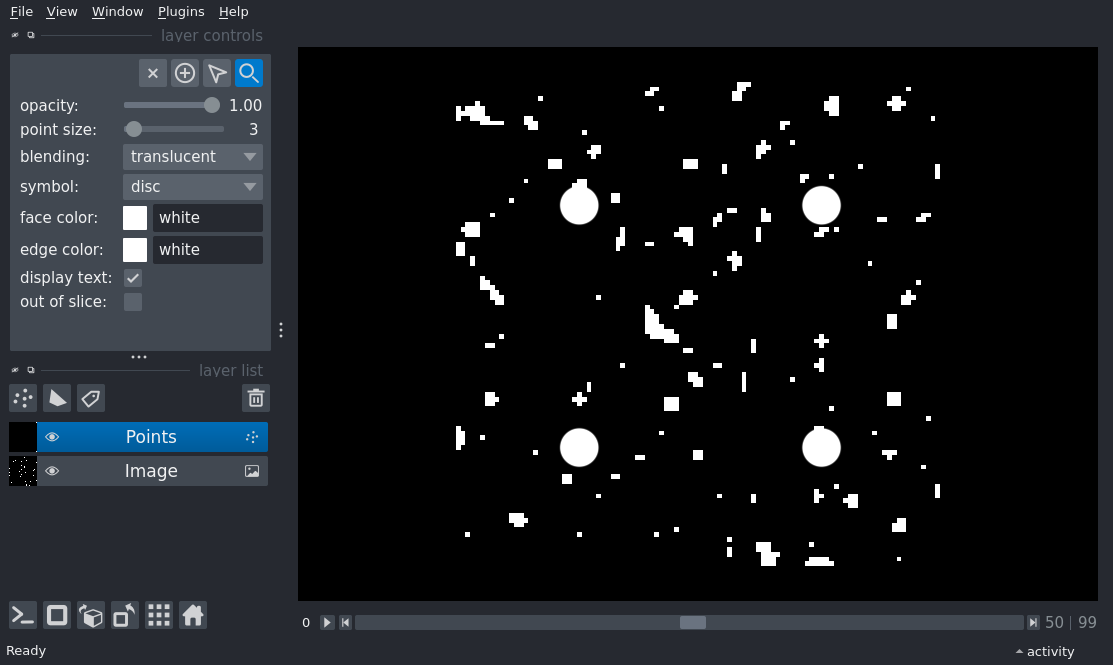 File View Window Plugins Help
layer controls
opacity: 1.00
point size: 3
blending: translucent
symbol: disc
face color: white
edge color: white
display text:
out of slice:
layer list
Points
Image
0 50 | 99
Ready activity